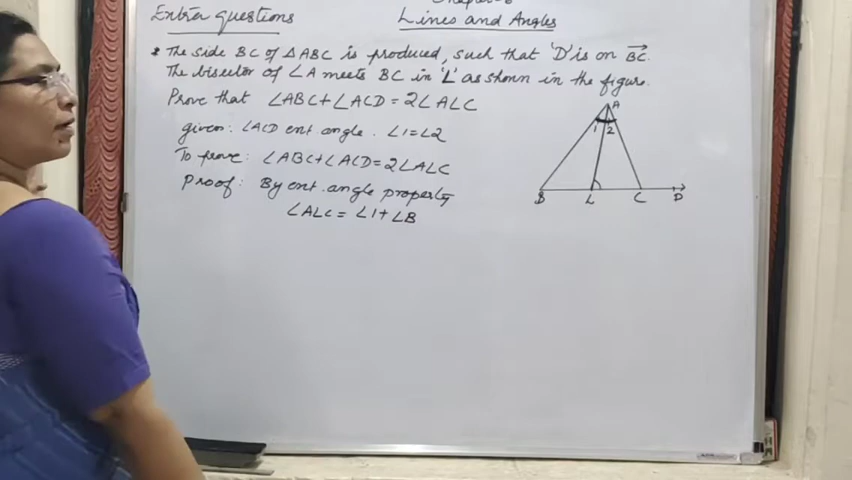 Extra questions
Chapter-6
Lines and Angles
* The side BC of △ABC is produced, such that 'D' is on BC.
The bisector of ∠A meets BC in 'L' as shown in the figure.
Prove that ∠ABC+∠ACD=2∠ALC
given: ∠ACD ext angle. ∠1=∠2
To prove: ∠ABC+∠ACD=2∠ALC
Proof: By ext. angle property
∠ALC = ∠1+∠B
A
1 2
B L C D